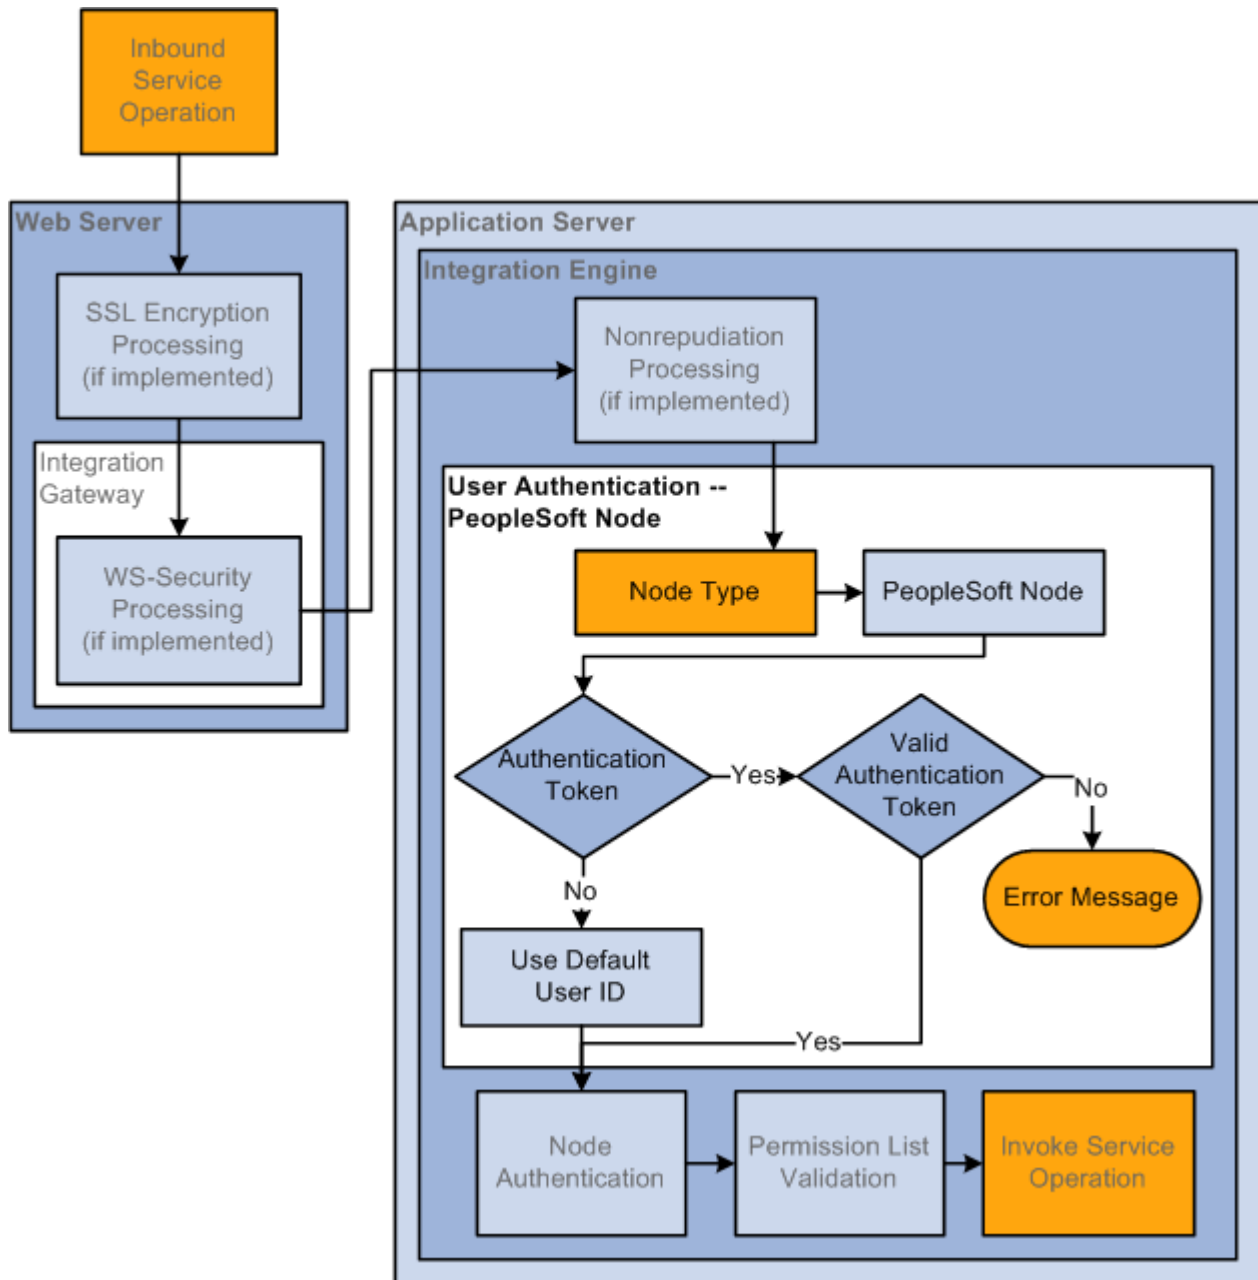 Inbound
Service
Operation
Web Server
SSL Encryption
Processing
(if implemented)
Integration
Gateway
WS-Security
Processing
(if implemented)
Application Server
Integration Engine
Nonrepudiation
Processing
(if implemented)
User Authentication --
PeopleSoft Node
Node Type
PeopleSoft Node
Authentication
Token
Yes
Valid
Authentication
Token
No
Error Message
No
Use Default
User ID
Yes
Node
Authentication
Permission List
Validation
Invoke Service
Operation